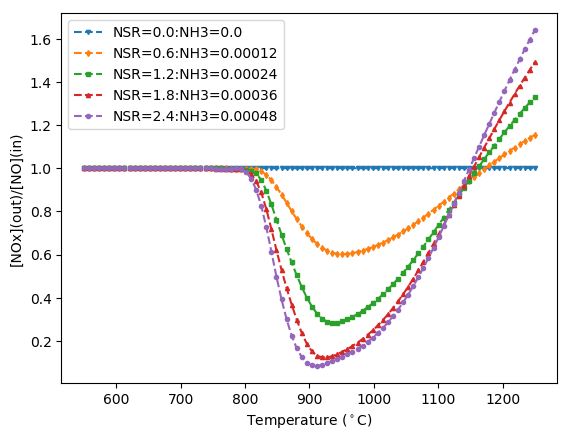 NSR=0.0:NH3=0.0
NSR=0.6:NH3=0.00012
NSR=1.2:NH3=0.00024
NSR=1.8:NH3=0.00036
NSR=2.4:NH3=0.00048
[NOx](out)/[NO](in)
1.6
1.4
1.2
1.0
0.8
0.6
0.4
0.2
600 700 800 900 1000 1100 1200
Temperature (°C)